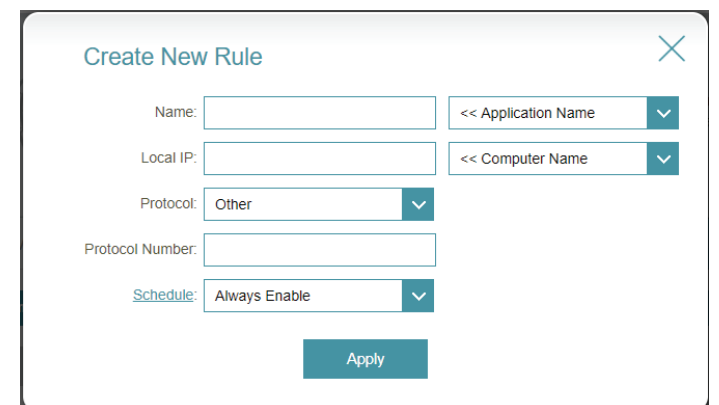 Create New Rule
Name: << Application Name
Local IP: << Computer Name
Protocol: Other
Protocol Number:
Schedule: Always Enable
Apply